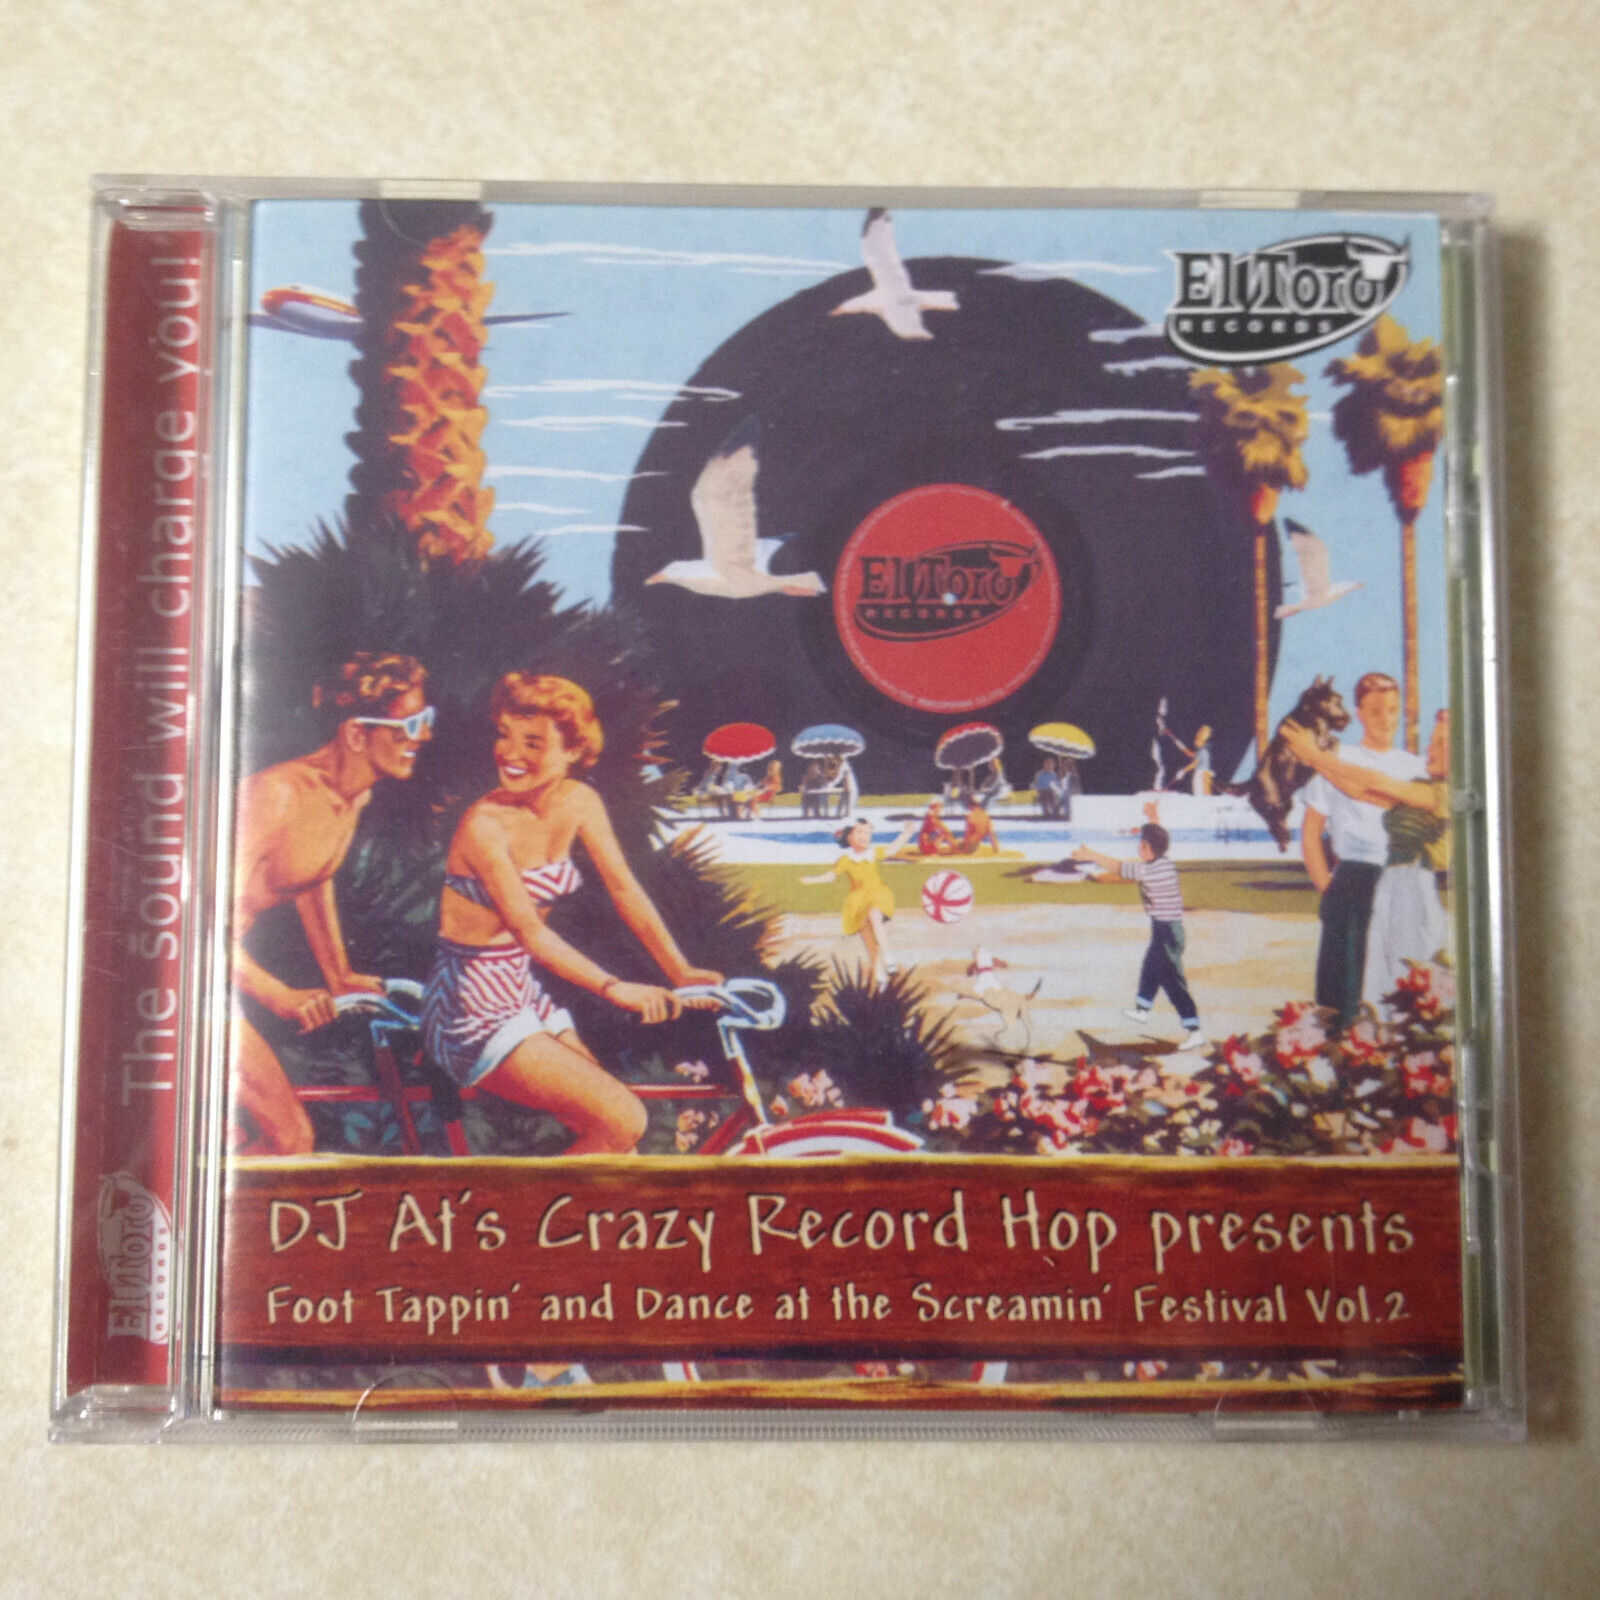 El Toro
RECORDS
El Toro
RECORDS
The sound will charge you!
El Toro
RECORDS
DJ At's Crazy Record Hop presents
Foot Tappin' and Dance at the Screamin' Festival Vol.2